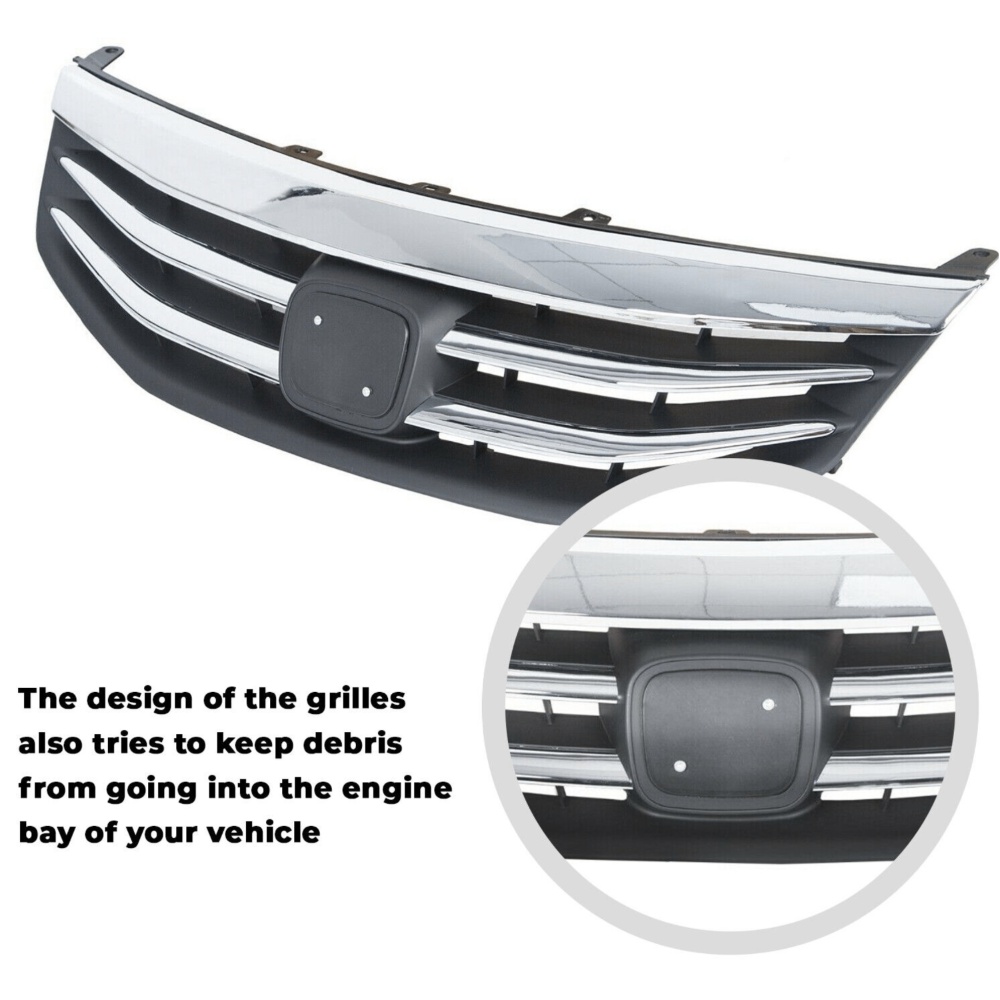 The design of the grilles
also tries to keep debris
from going into the engine
bay of your vehicle